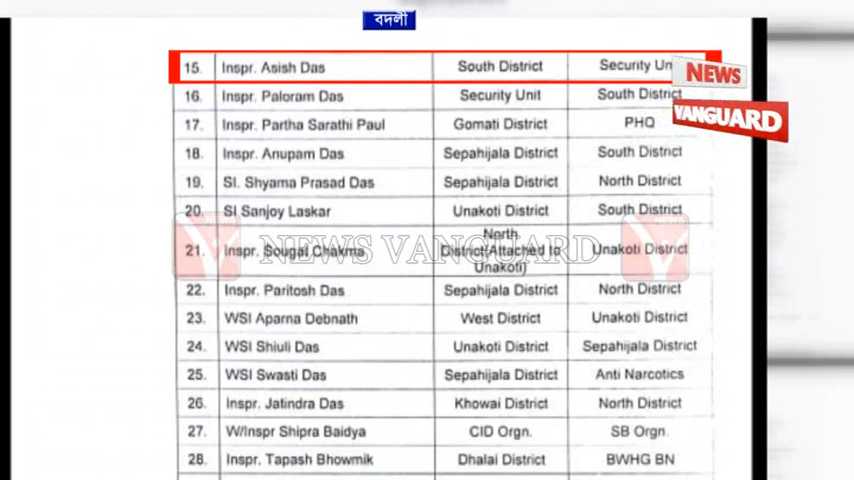 বদলী
15. Inspr. Asish Das South District Security
16. Inspr. Paloram Das Security Unit South District
17. Inspr. Partha Sarathi Paul Gomati District PHQ
18. Inspr. Anupam Das Sepahijala District South District
19. SI. Shyama Prasad Das Sepahijala District North District
20. SI Sanjoy Laskar Unakoti District South District
21. Inspr. Sougal Chakma North District(Attached to Unakoti) Unakoti District
22. Inspr. Paritosh Das Sepahijala District North District
23. WSI Aparna Debnath West District Unakoti District
24. WSI Shiuli Das Unakoti District Sepahijala District
25. WSI Swasti Das Sepahijala District Anti Narcotics
26. Inspr. Jatindra Das Khowai District North District
27. W/Inspr Shipra Baidya CID Orgn. SB Orgn.
28. Inspr. Tapash Bhowmik Dhalai District BWHG BN
NEWS
VANGUARD
NEWS VANGUARD